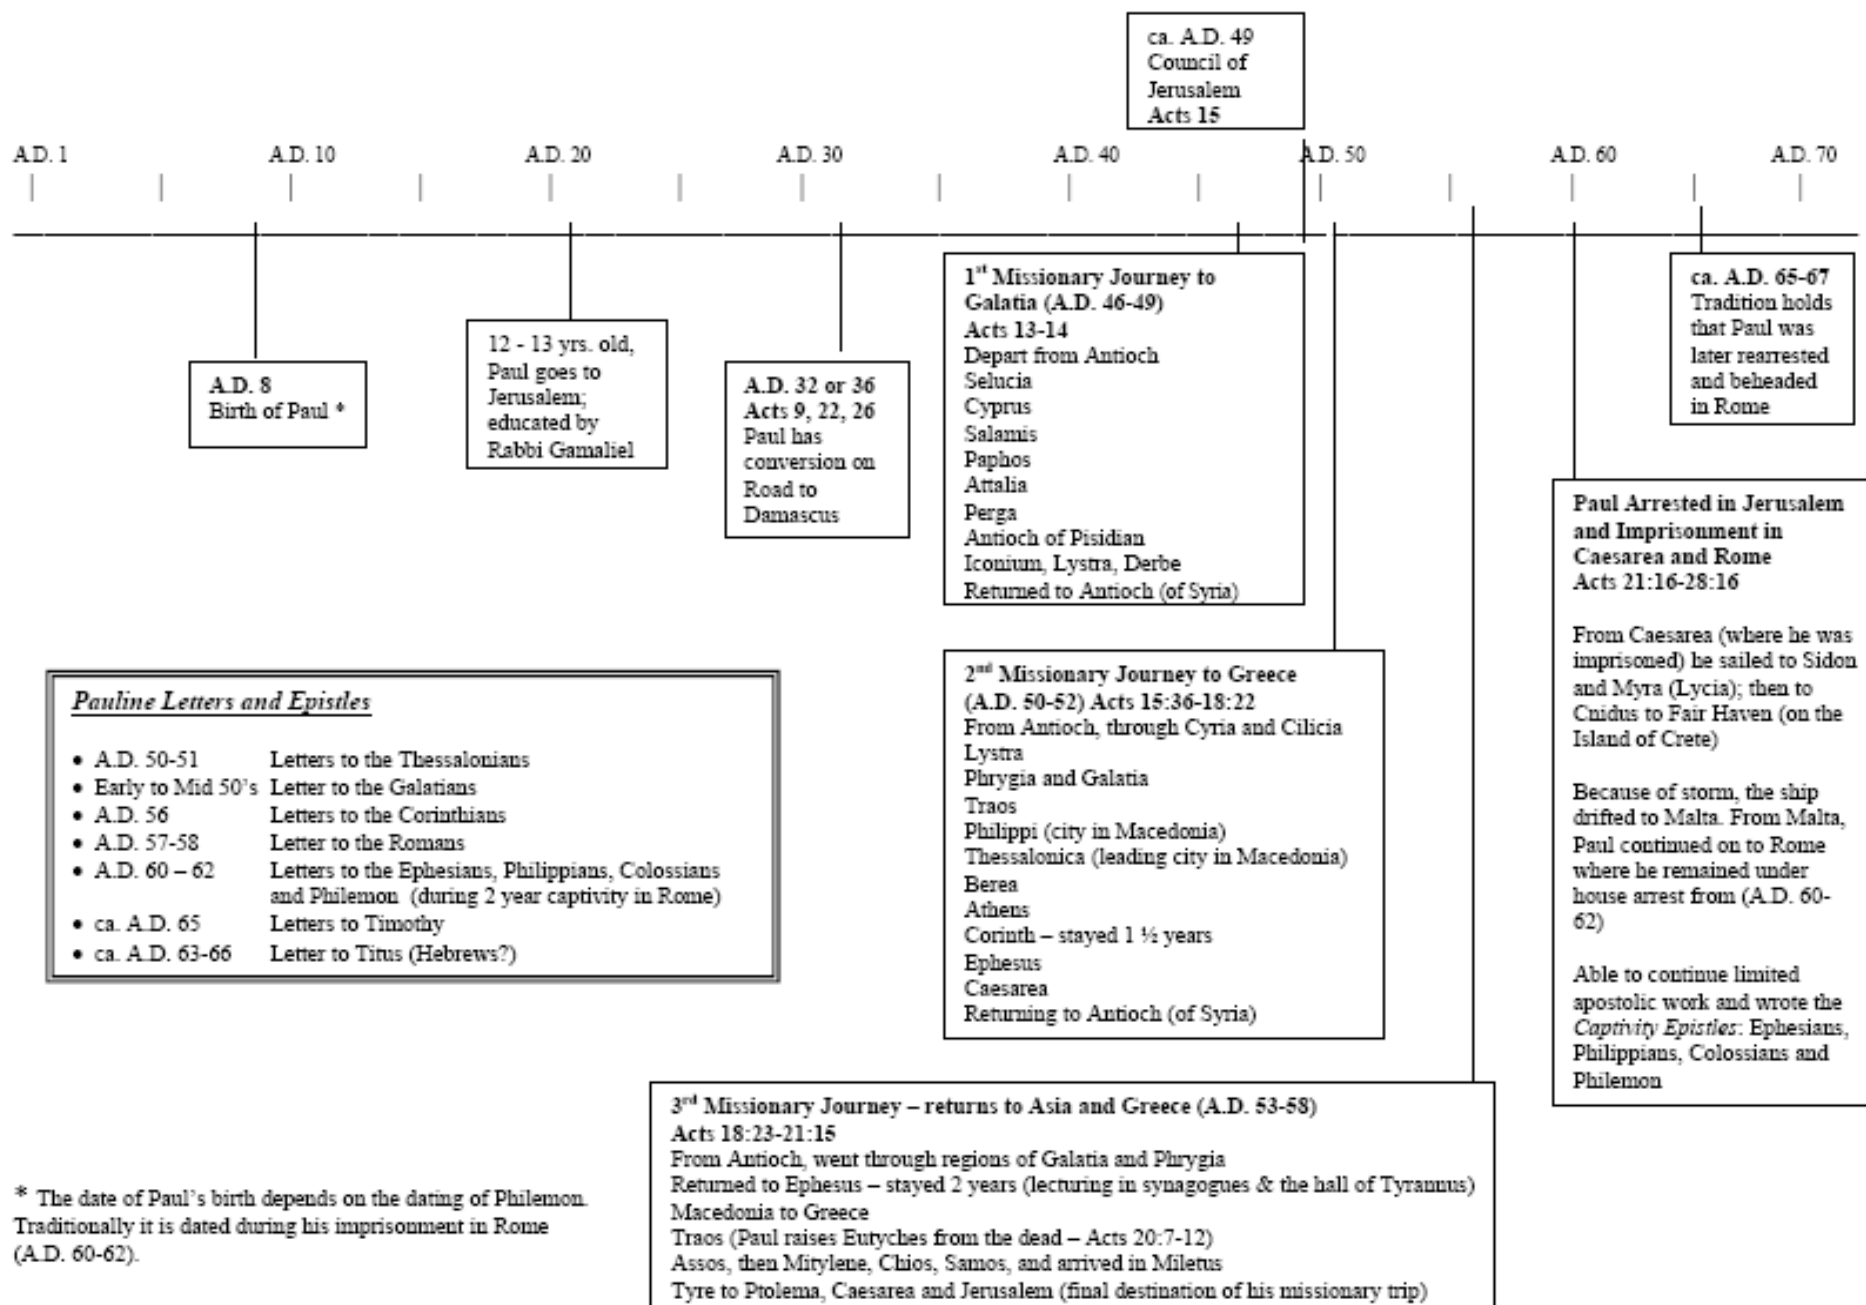 ca. A.D. 49
Council of
Jerusalem
Acts 15
A.D. 1
A.D. 10
A.D. 20
A.D. 30
A.D. 40
A.D. 50
A.D. 60
A.D. 70
A.D. 8
Birth of Paul *
12 - 13 yrs. old,
Paul goes to
Jerusalem;
educated by
Rabbi Gamaliel
A.D. 32 or 36
Acts 9, 22, 26
Paul has
conversion on
Road to
Damascus
1st Missionary Journey to
Galatia (A.D. 46-49)
Acts 13-14
Depart from Antioch
Selucia
Cyprus
Salamis
Paphos
Attalia
Perga
Antioch of Pisidian
Iconium, Lystra, Derbe
Returned to Antioch (of Syria)
ca. A.D. 65-67
Tradition holds
that Paul was
later rearrested
and beheaded
in Rome
Paul Arrested in Jerusalem
and Imprisonment in
Caesarea and Rome
Acts 21:16-28:16
From Caesarea (where he was
imprisoned) he sailed to Sidon
and Myra (Lycia); then to
Cnidus to Fair Haven (on the
Island of Crete)
Because of storm, the ship
drifted to Malta. From Malta,
Paul continued on to Rome
where he remained under
house arrest from (A.D. 60-
62)
Able to continue limited
apostolic work and wrote the
Captivity Epistles: Ephesians,
Philippians, Colossians and
Philemon
Pauline Letters and Epistles
• A.D. 50-51 Letters to the Thessalonians
• Early to Mid 50's Letter to the Galatians
• A.D. 56 Letters to the Corinthians
• A.D. 57-58 Letter to the Romans
• A.D. 60 – 62 Letters to the Ephesians, Philippians, Colossians
and Philemon (during 2 year captivity in Rome)
• ca. A.D. 65 Letters to Timothy
• ca. A.D. 63-66 Letter to Titus (Hebrews?)
2nd Missionary Journey to Greece
(A.D. 50-52) Acts 15:36-18:22
From Antioch, through Cyria and Cilicia
Lystra
Phrygia and Galatia
Traos
Philippi (city in Macedonia)
Thessalonica (leading city in Macedonia)
Berea
Athens
Corinth – stayed 1 ½ years
Ephesus
Caesarea
Returning to Antioch (of Syria)
3rd Missionary Journey – returns to Asia and Greece (A.D. 53-58)
Acts 18:23-21:15
From Antioch, went through regions of Galatia and Phrygia
Returned to Ephesus – stayed 2 years (lecturing in synagogues & the hall of Tyrannus)
Macedonia to Greece
Traos (Paul raises Eutyches from the dead – Acts 20:7-12)
Assos, then Mitylene, Chios, Samos, and arrived in Miletus
Tyre to Ptolema, Caesarea and Jerusalem (final destination of his missionary trip)
* The date of Paul's birth depends on the dating of Philemon.
Traditionally it is dated during his imprisonment in Rome
(A.D. 60-62).